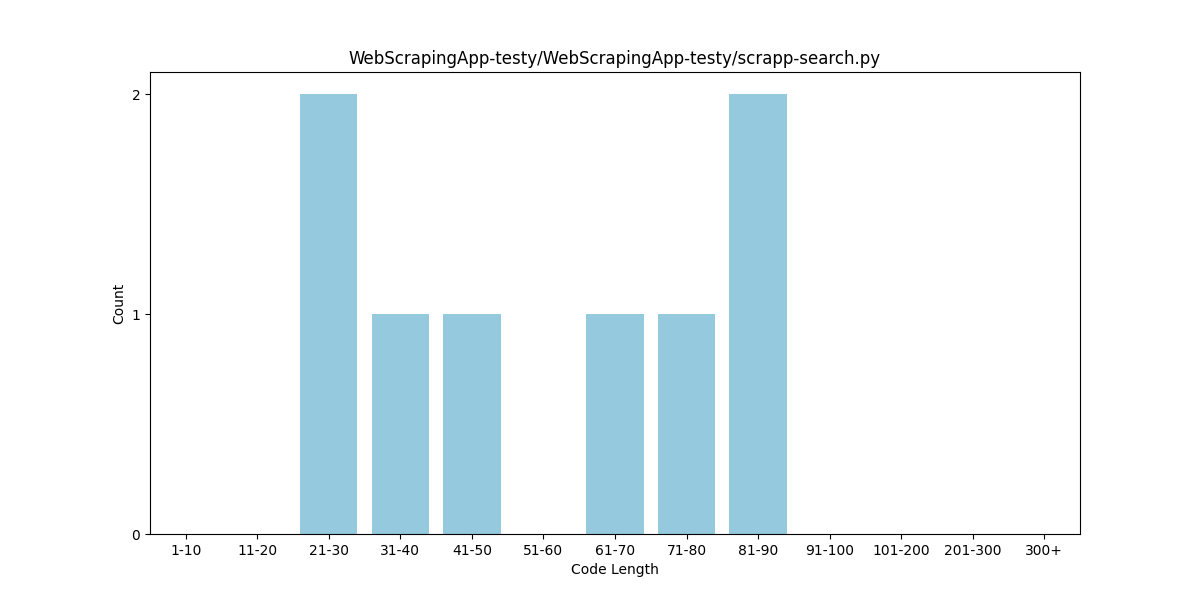 WebScrapingApp-testy/WebScrapingApp-testy/scrapp-search.py
2
1
0
Count
1-10 11-20 21-30 31-40 41-50 51-60 61-70 71-80 81-90 91-100 101-200 201-300 300+
Code Length